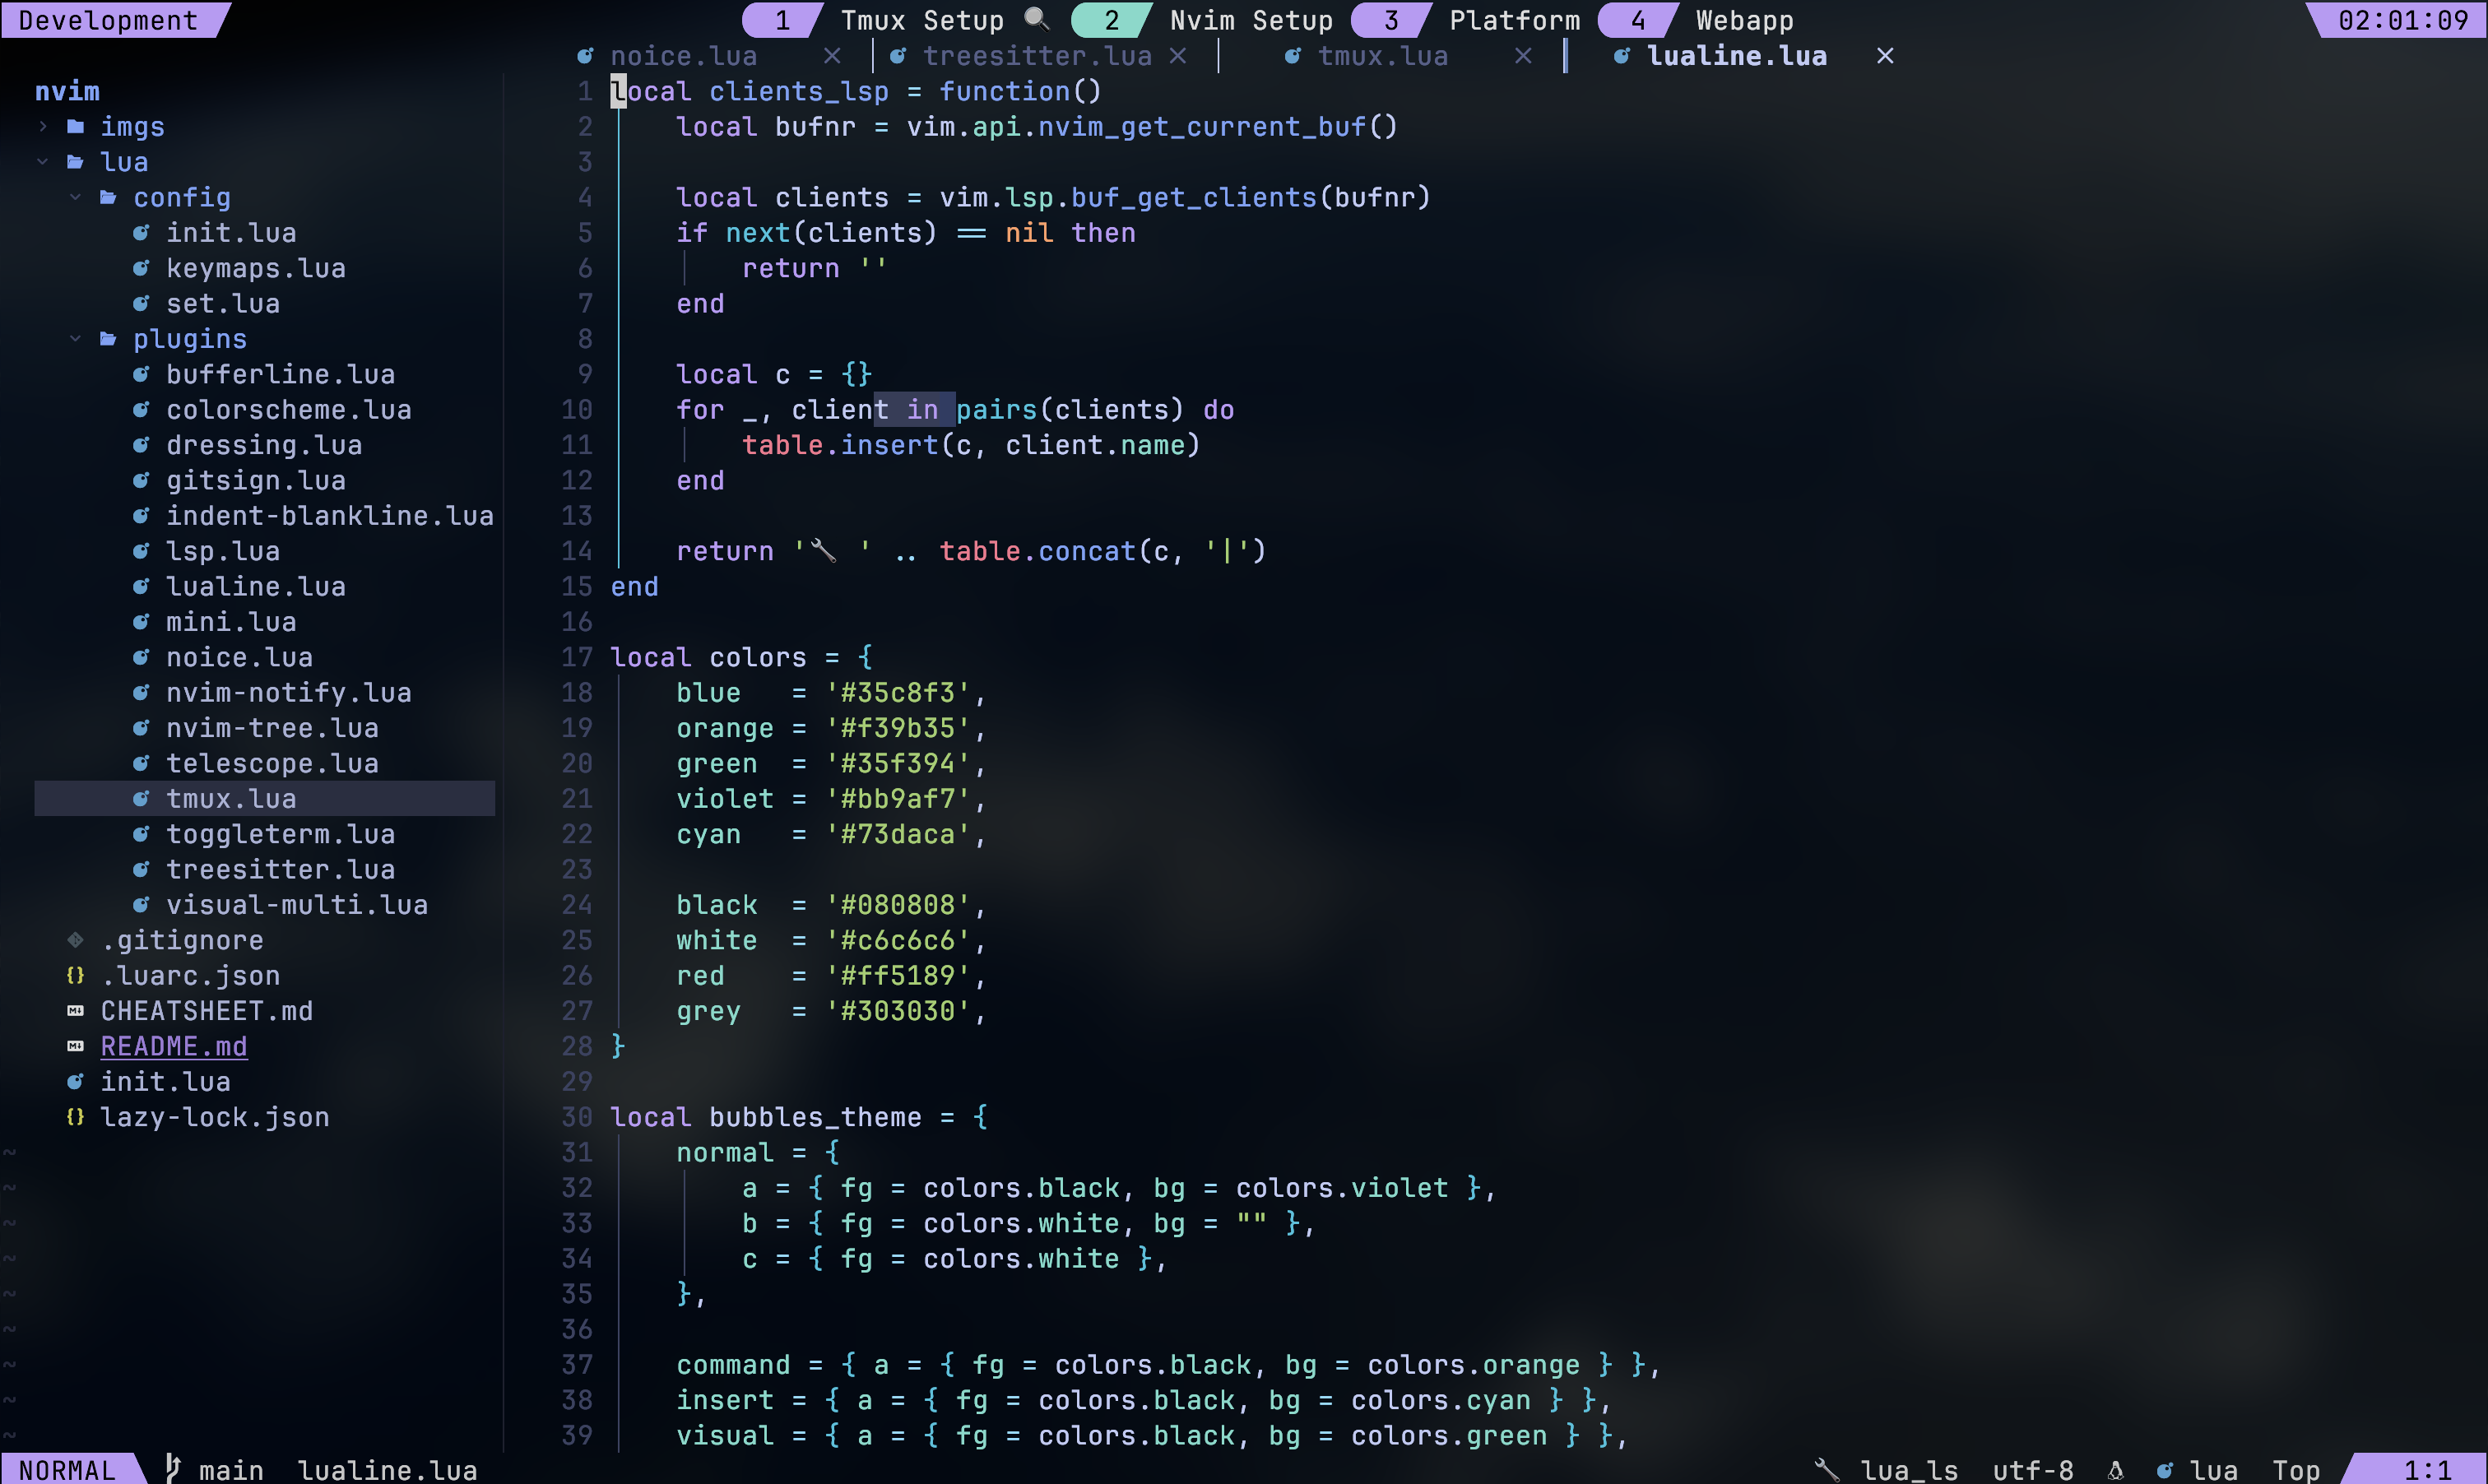 Development 1 Tmux Setup 🔍 2 Nvim Setup 3 Platform 4 Webapp 02:01:09
noice.lua × treesitter.lua × tmux.lua × lualine.lua ×
nvim
imgs
lua
config
init.lua
keymaps.lua
set.lua
plugins
bufferline.lua
colorscheme.lua
dressing.lua
gitsign.lua
indent-blankline.lua
lsp.lua
lualine.lua
mini.lua
noice.lua
nvim-notify.lua
nvim-tree.lua
telescope.lua
tmux.lua
toggleterm.lua
treesitter.lua
visual-multi.lua
.gitignore
{} .luarc.json
CHEATSHEET.md
README.md
init.lua
{} lazy-lock.json
~
~
~
~
~
~
~
~
~
1 local clients_lsp = function()
2     local bufnr = vim.api.nvim_get_current_buf()
3
4     local clients = vim.lsp.buf_get_clients(bufnr)
5     if next(clients) == nil then
6         return ''
7     end
8
9     local c = {}
10     for _, client in pairs(clients) do
11         table.insert(c, client.name)
12     end
13
14     return '🔧 ' .. table.concat(c, '|')
15 end
16
17 local colors = {
18     blue   = '#35c8f3',
19     orange = '#f39b35',
20     green  = '#35f394',
21     violet = '#bb9af7',
22     cyan   = '#73daca',
23
24     black  = '#080808',
25     white  = '#c6c6c6',
26     red    = '#ff5189',
27     grey   = '#303030',
28 }
29
30 local bubbles_theme = {
31     normal = {
32         a = { fg = colors.black, bg = colors.violet },
33         b = { fg = colors.white, bg = "" },
34         c = { fg = colors.white },
35     },
36
37     command = { a = { fg = colors.black, bg = colors.orange } },
38     insert = { a = { fg = colors.black, bg = colors.cyan } },
39     visual = { a = { fg = colors.black, bg = colors.green } },
NORMAL main lualine.lua 🔧 lua_ls utf-8 lua Top 1:1